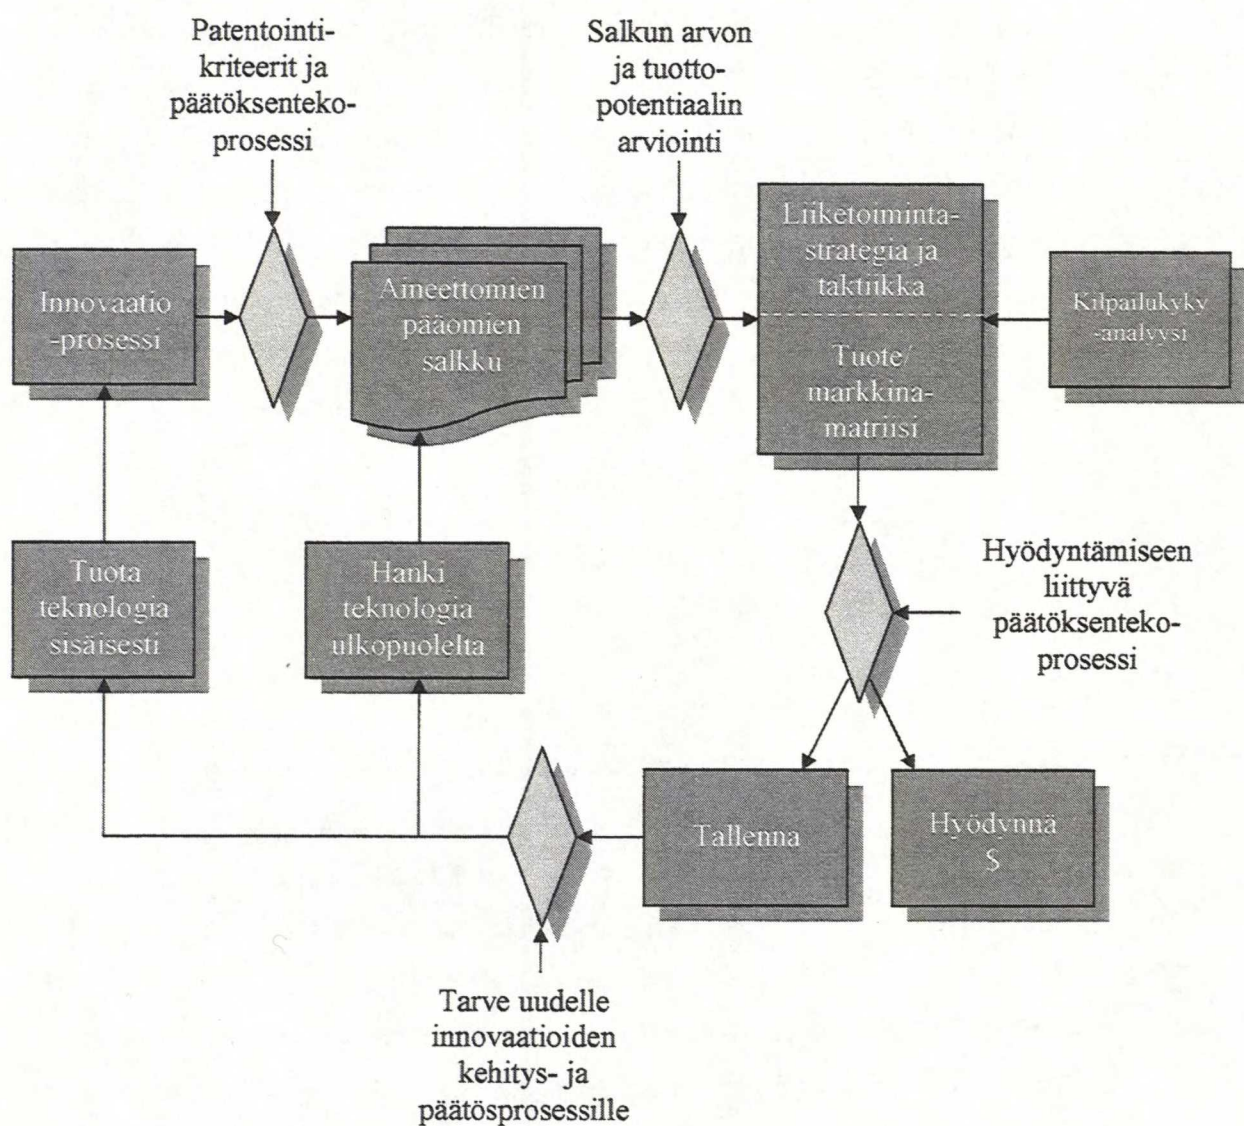 Patentointi-
kriteerit ja
päätöksenteko-
prosessi
Salkun arvon
ja tuotto-
potentiaalin
arviointi
Innovaatio
-prosessi
Aineettomien
pääomien
salkku
Liiketoiminta-
strategia ja
taktiikka
Tuote/
markkina-
matriisi
Kilpailukyky
-analyysi
Tuota
teknologia
sisäisesti
Hanki
teknologia
ulkopuolelta
Hyödyntämiseen
liittyvä
päätöksenteko-
prosessi
Tallenna
Hyödynnä
$
Tarve uudelle
innovaatioiden
kehitys- ja
päätösprosessille